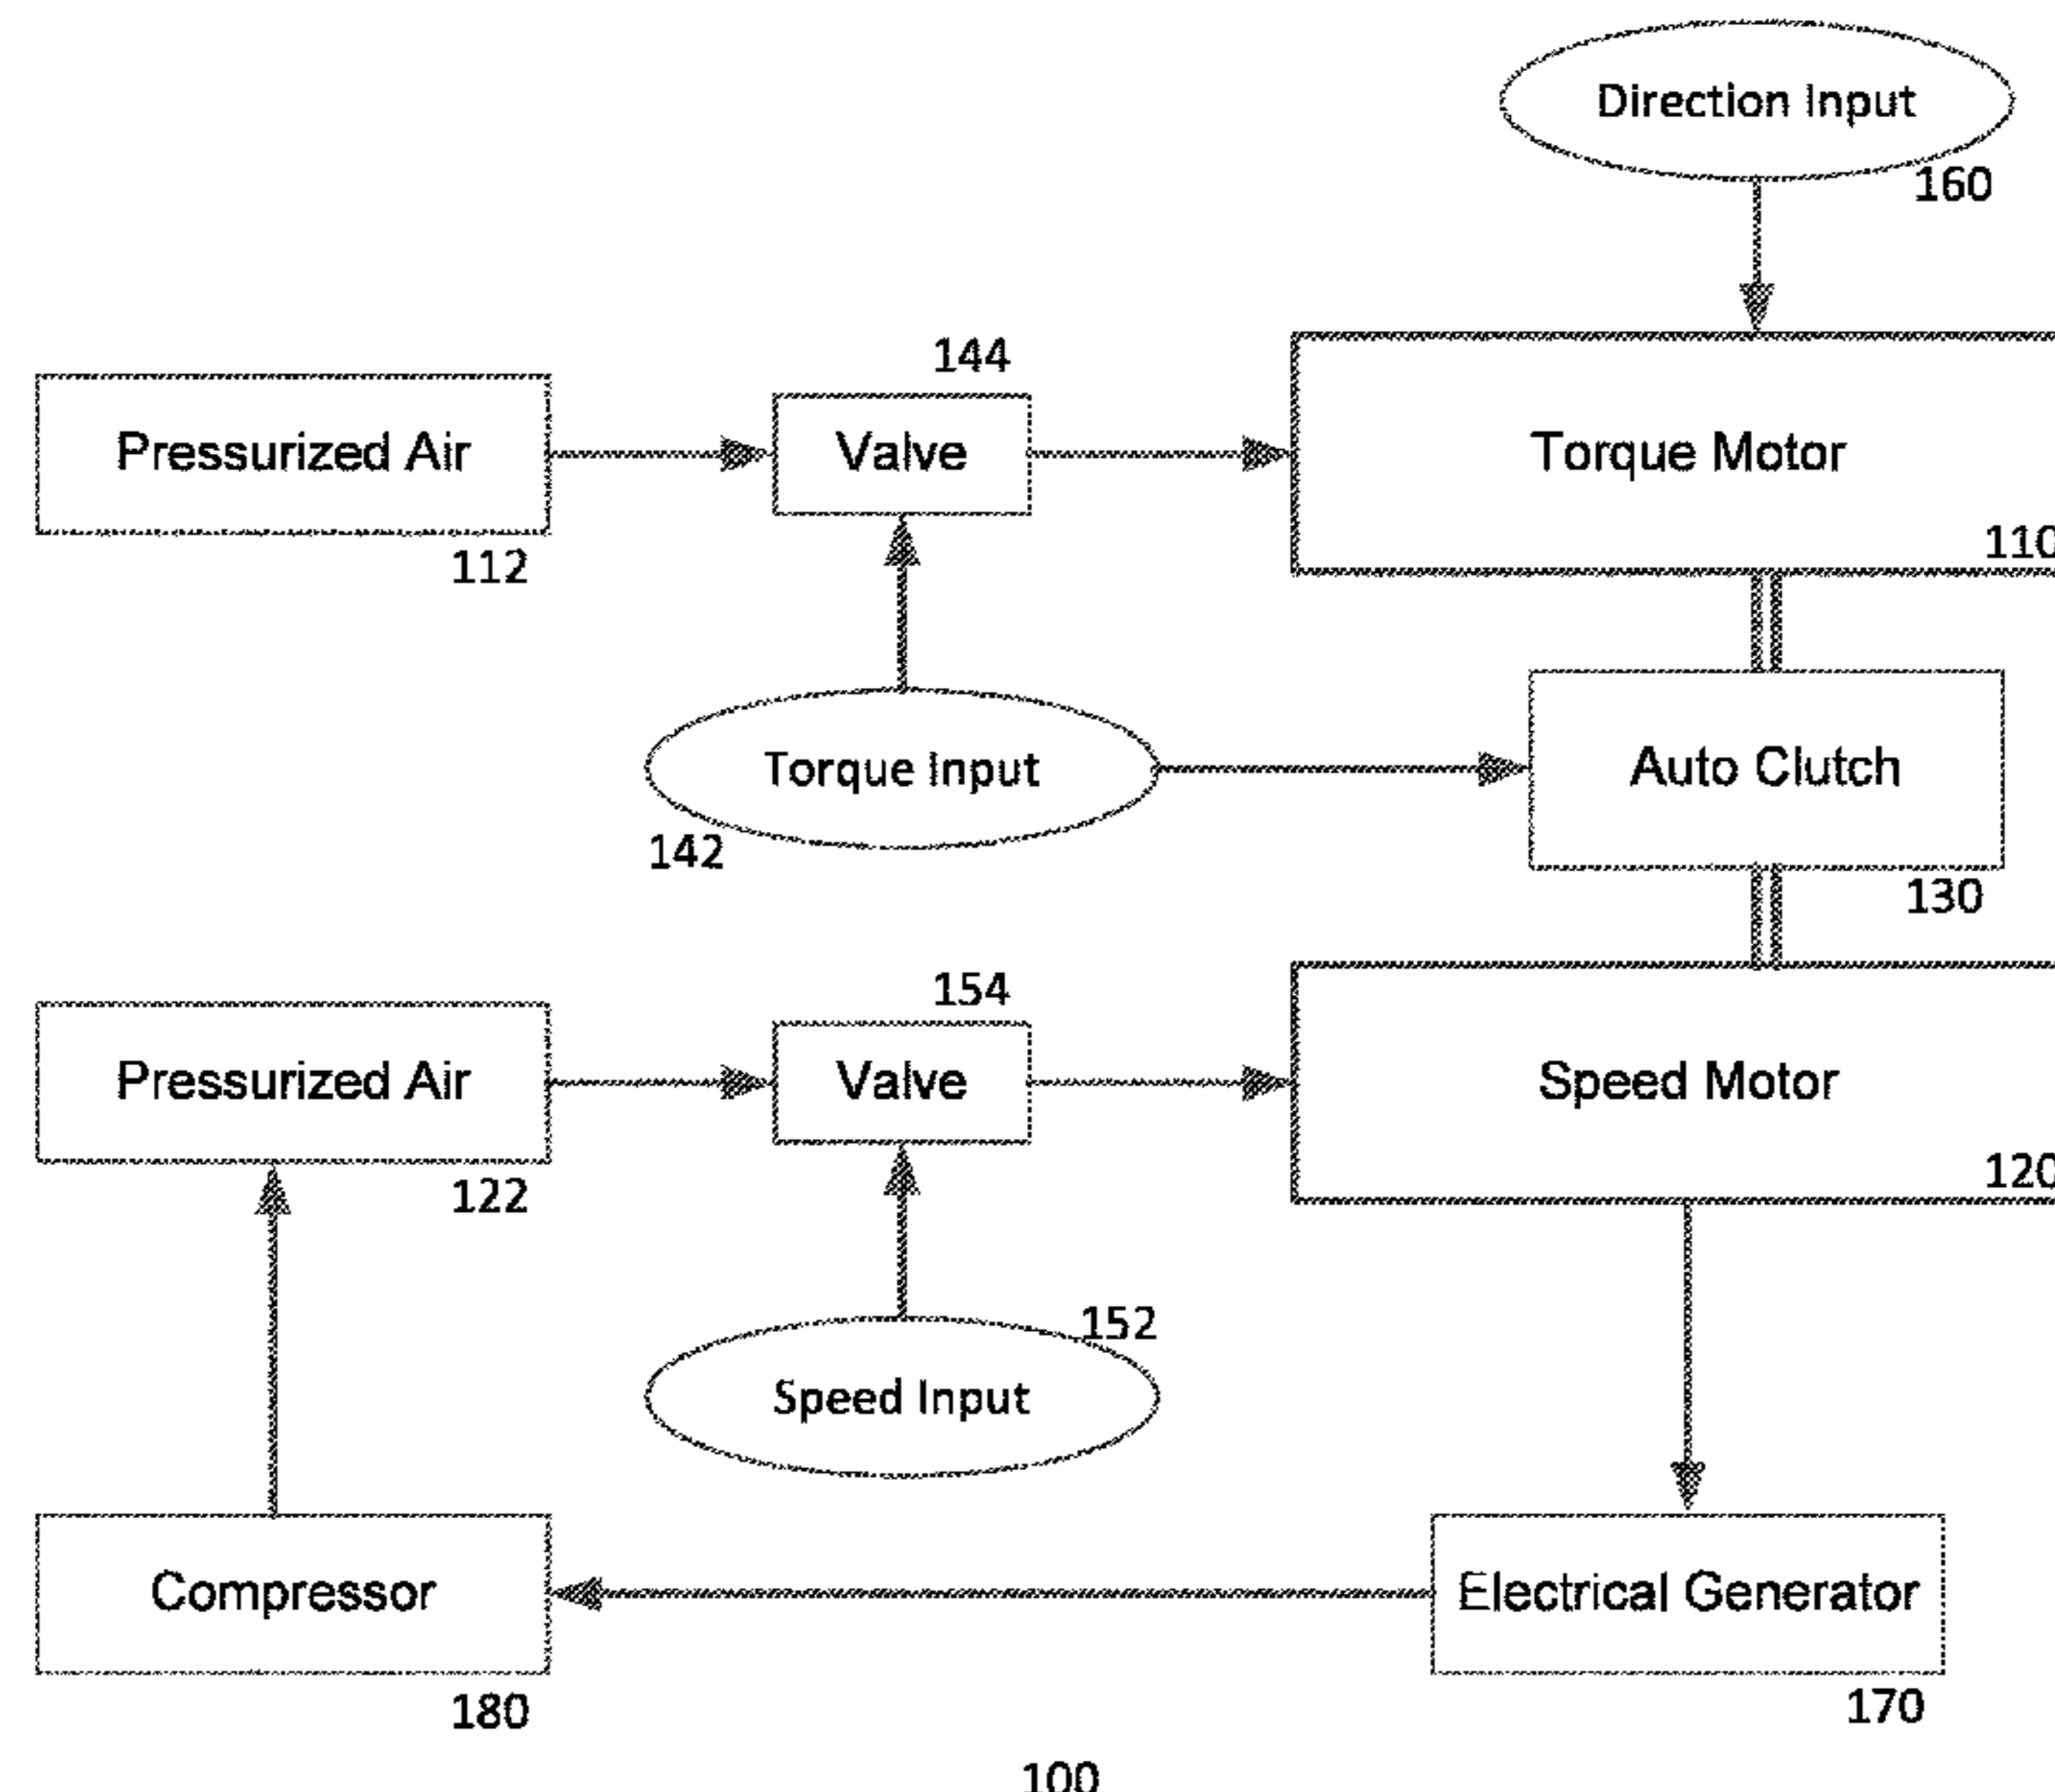 Direction Input
160
144
Pressurized Air
Valve
Torque Motor
112
110
Torque Input
Auto Clutch
142
130
154
Pressurized Air
Valve
Speed Motor
122
120
152
Speed Input
Compressor
Electrical Generator
180
170
100